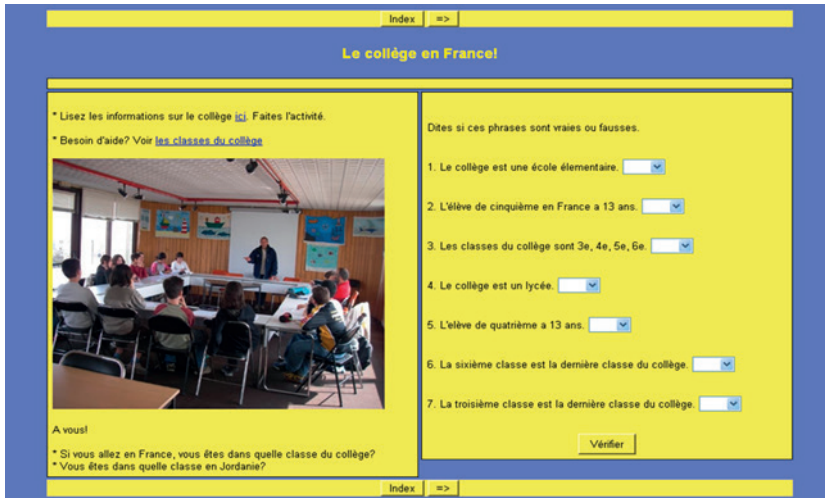 Index =>
Le collège en France!
* Lisez les informations sur le collège ici. Faites l'activité.
* Besoin d'aide? Voir les classes du collège
A vous!
* Si vous allez en France, vous êtes dans quelle classe du collège?
* Vous êtes dans quelle classe en Jordanie?
Dites si ces phrases sont vraies ou fausses.
1. Le collège est une école élementaire.
2. L'élève de cinquième en France a 13 ans.
3. Les classes du collège sont 3e, 4e, 5e, 6e.
4. Le collège est un lycée.
5. L'elève de quatrième a 13 ans.
6. La sixième classe est la dernière classe du collège.
7. La troisième classe est la dernière classe du collège.
Vérifier
Index =>